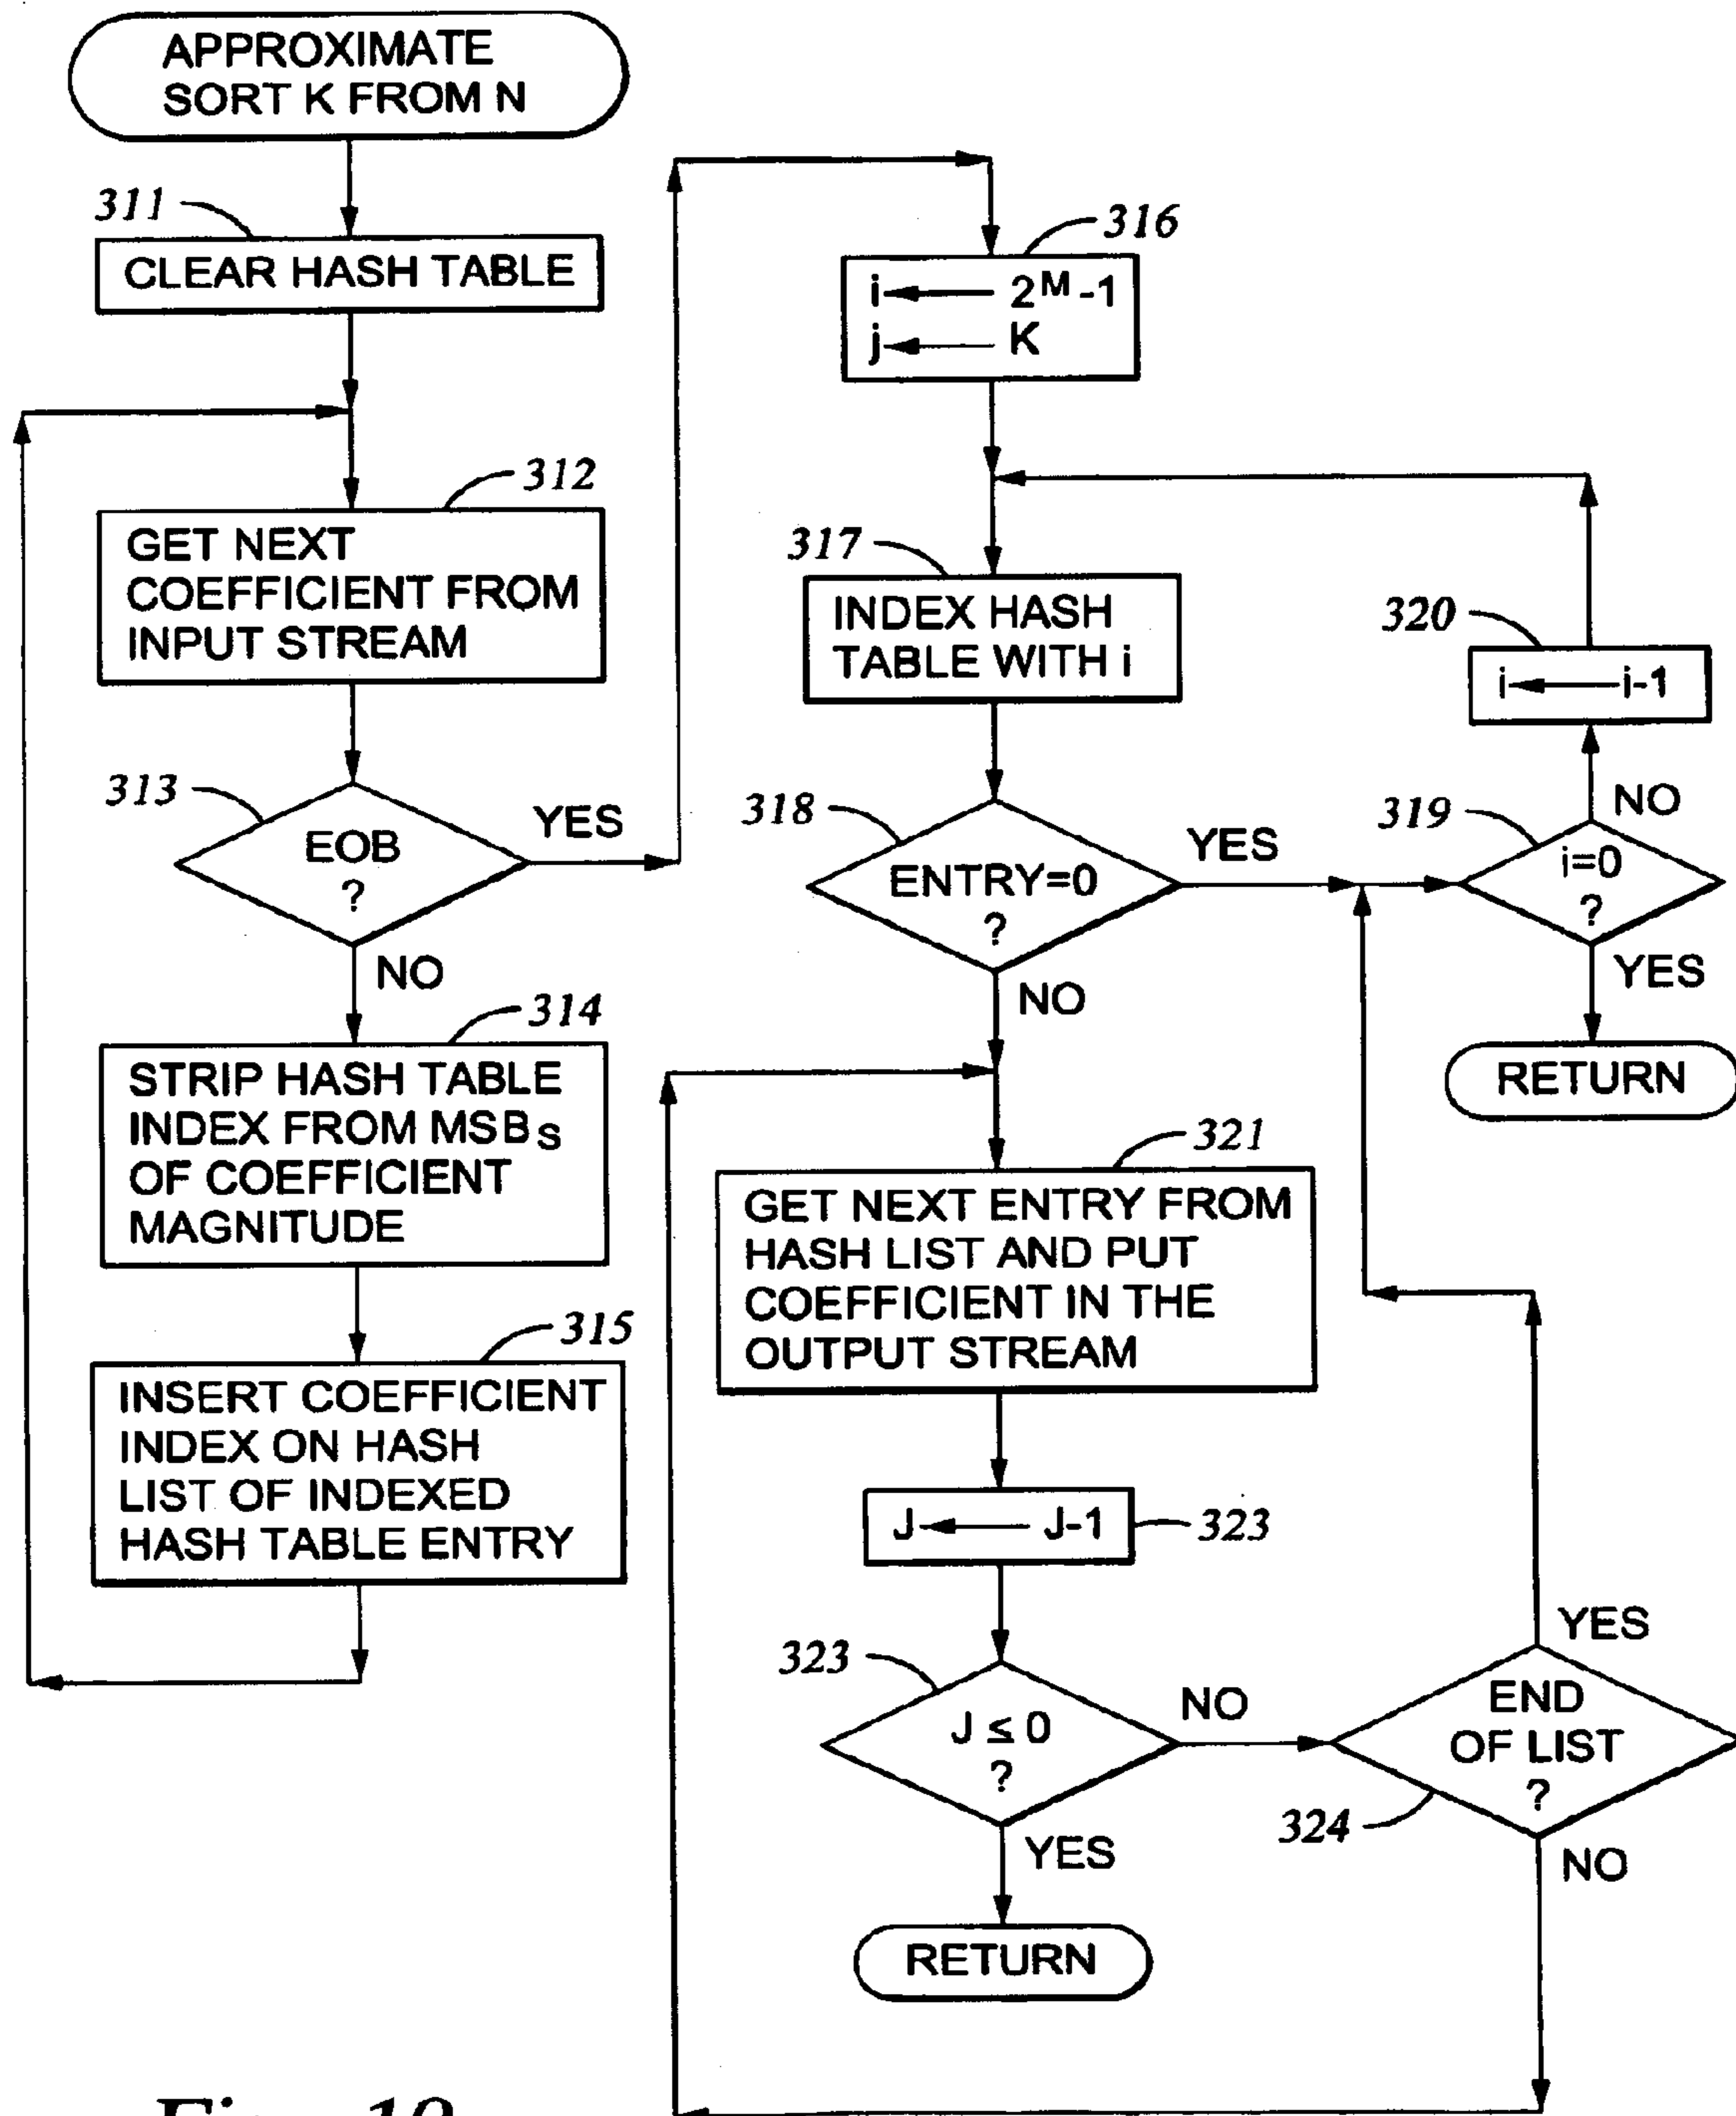 APPROXIMATE
SORT K FROM N
311
CLEAR HASH TABLE
312
GET NEXT
COEFFICIENT FROM
INPUT STREAM
313
EOB
?
YES
NO
314
STRIP HASH TABLE
INDEX FROM MSBS
OF COEFFICIENT
MAGNITUDE
315
INSERT COEFFICIENT
INDEX ON HASH
LIST OF INDEXED
HASH TABLE ENTRY
316
i ← 2^M -1
j ← K
317
INDEX HASH
TABLE WITH i
318
ENTRY=0
?
YES
NO
319
i=0
?
NO
YES
320
i ← i-1
RETURN
321
GET NEXT ENTRY FROM
HASH LIST AND PUT
COEFFICIENT IN THE
OUTPUT STREAM
J ← J-1
323
323
J ≤ 0
?
NO
YES
RETURN
324
END
OF LIST
?
YES
NO